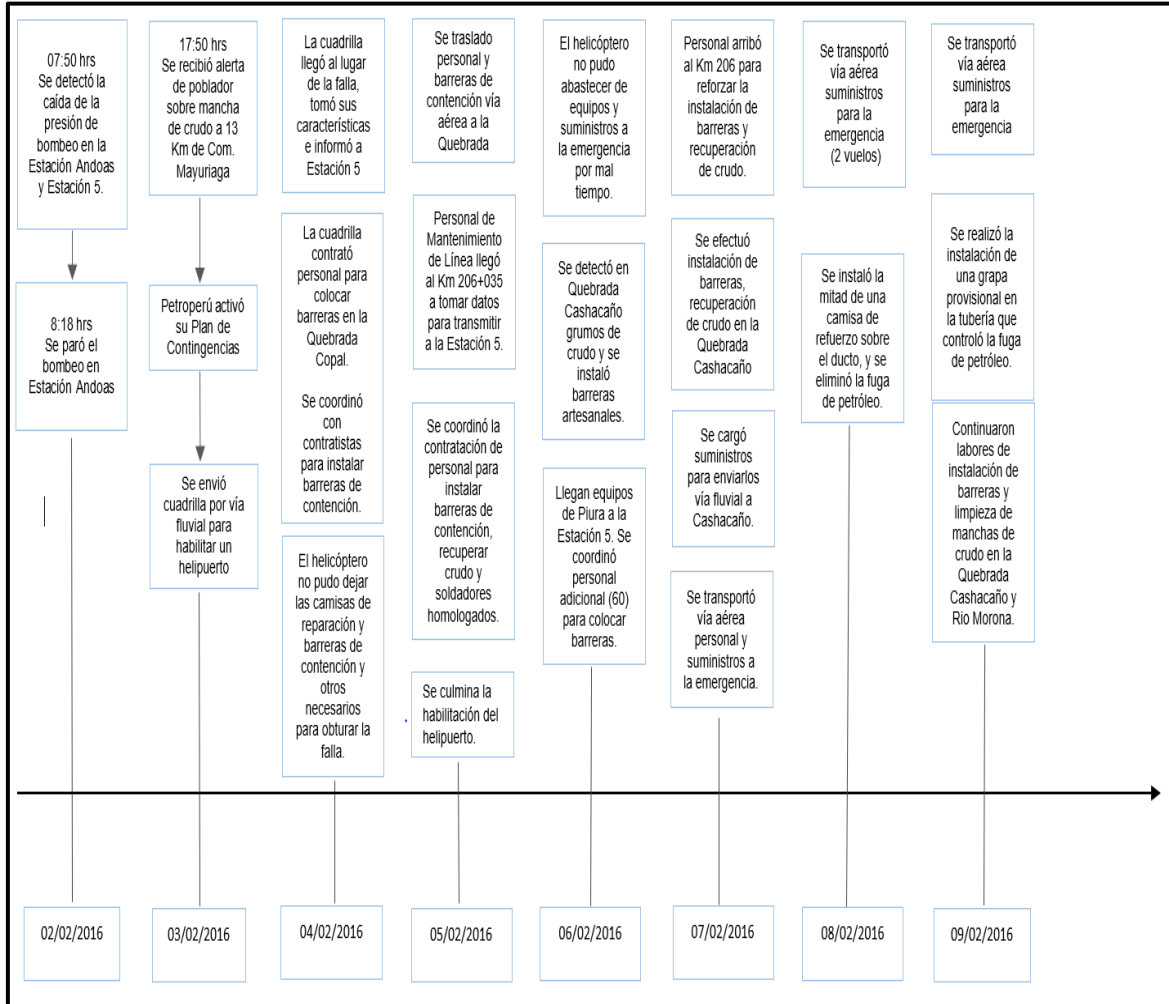 07:50 hrs
Se detectó la
caída de la
presión de
bombeo en la
Estación Andoas
y Estación 5.
8:18 hrs
Se paró el
bombeo en
Estación Andoas
17:50 hrs
Se recibió alerta
de poblador
sobre mancha
de crudo a 13
Km de Com.
Mayuriaga
Petroperú activó
su Plan de
Contingencias
Se envió
cuadrilla por vía
fluvial para
habilitar un
helipuerto
La cuadrilla
llegó al lugar de
la falla,
tomó sus
características
e informó a
Estación 5
La cuadrilla
contrató
personal para
colocar
barreras en la
Quebrada
Copal.
Se coordinó
con
contratistas
para instalar
barreras de
contención.
El helicóptero
no pudo dejar
las camisas de
reparación y
barreras de
contención y
otros
necesarios
para obturar la
falla.
Se traslado
personal y
barreras de
contención vía
aérea a la
Quebrada
Personal de
Mantenimiento
de Línea llegó
al Km 206+035
a tomar datos
para transmitir
a la Estación 5.
Se coordinó la
contratación de
personal para
instalar
barreras de
contención,
recuperar
crudo y
soldadores
homologados.
Se culmina la
habilitación del
helipuerto.
El helicóptero
no pudo
abastecer de
equipos y
suministros a
la emergencia
por mal
tiempo.
Se detectó en
Quebrada
Cashacaño
grumos de
crudo y se
instaló
barreras
artesanales.
Llegan equipos
de Piura a la
Estación 5. Se
coordinó
personal
adicional (60)
para colocar
barreras.
Personal arribó
al Km 206 para
reforzar la
instalación de
barreras y
recuperación
de crudo.
Se efectuó
instalación de
barreras,
recuperación
de crudo en la
Quebrada
Cashacaño
Se cargó
suministros
para enviarlos
vía fluvial a
Cashacaño.
Se transportó
vía aérea
personal y
suministros a
la emergencia.
Se transportó
vía aérea
suministros
para la
emergencia
(2 vuelos)
Se instaló la
mitad de una
camisa de
refuerzo sobre
el ducto, y se
eliminó la fuga
de petróleo.
Se transportó
vía aérea
suministros
para la
emergencia
Se realizó la
instalación de
una grapa
provisional en
la tubería que
controló la fuga
de petróleo.
Continuaron
labores de
instalación de
barreras y
limpieza de
manchas de
crudo en la
Quebrada
Cashacaño y
Rio Morona.
02/02/2016
03/02/2016
04/02/2016
05/02/2016
06/02/2016
07/02/2016
08/02/2016
09/02/2016